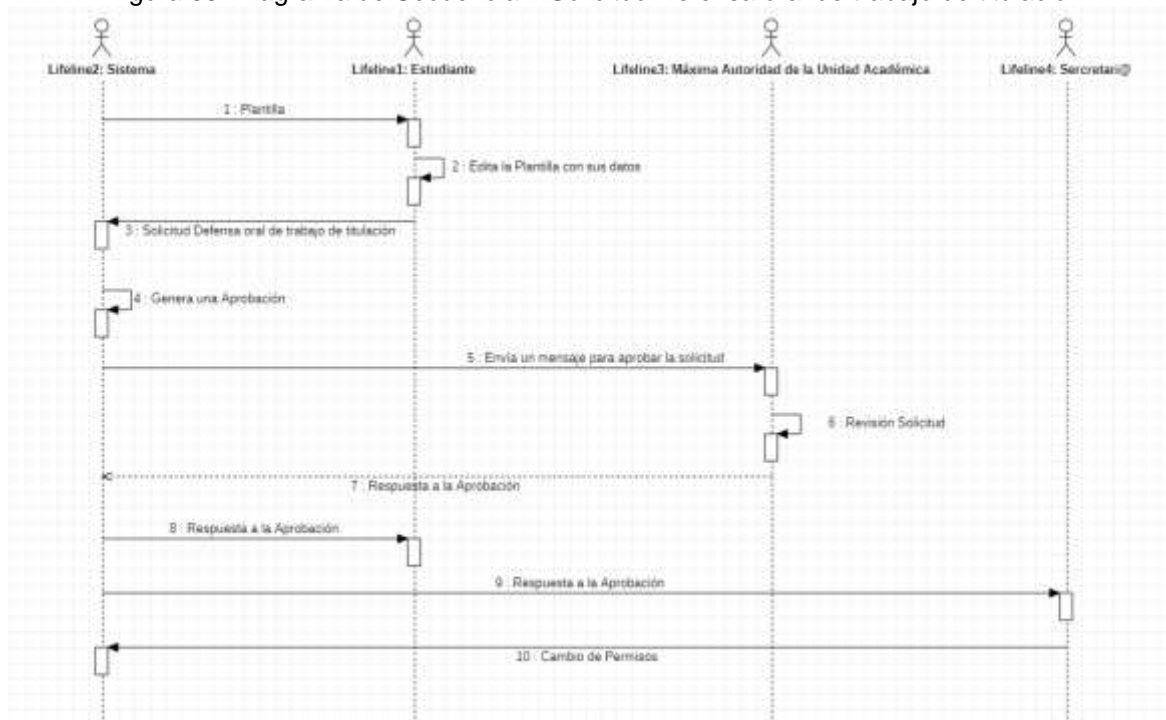 Lifeline2: Sistema
Lifeline1: Estudiante
Lifeline3: Máxima Autoridad de la Unidad Académica
Lifeline4: Sercretari@
1 : Plantilla
2 : Edita la Plantilla con sus datos
3 : Solicitud Defensa oral de trabajo de titulación
4 : Genera una Aprobación
5 : Envía un mensaje para aprobar la solicitud
6 : Revisión Solicitud
7 : Respuesta a la Aprobación
8 : Respuesta a la Aprobación
9 : Respuesta a la Aprobación
10 : Cambio de Permisos